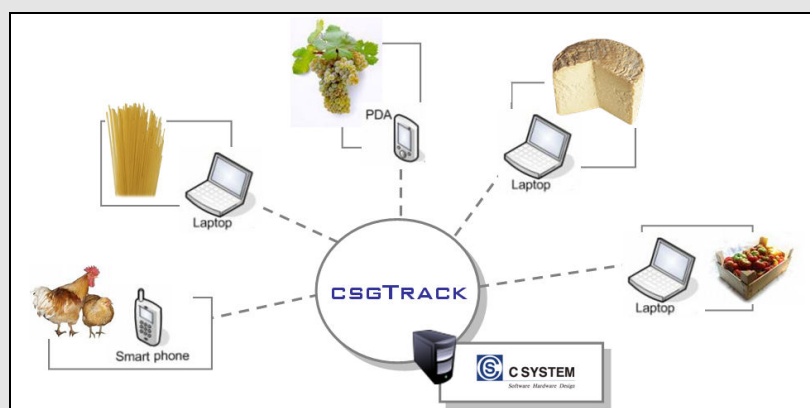 PDA
Laptop
Laptop
Laptop
Smart phone
CSGTRACK
C SYSTEM
Software Hardware Design